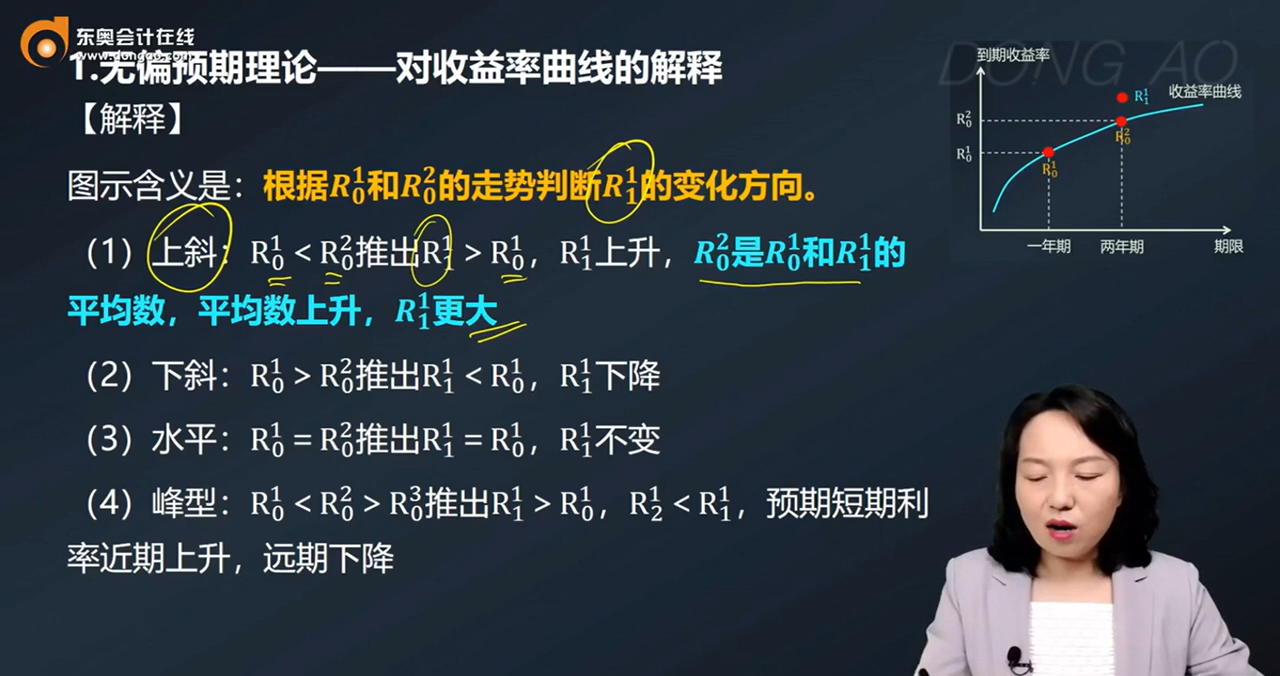 东奥会计在线
www.dongao.com
DONG AO
1.无偏预期理论——对收益率曲线的解释
【解释】
图示含义是：根据R₀¹和R₀²的走势判断R₁¹的变化方向。
（1）上斜：R₀¹ < R₀²推出R₁¹ > R₀¹，R₁¹上升，R₀²是R₀¹和R₁¹的
平均数，平均数上升，R₁¹更大
（2）下斜：R₀¹ > R₀²推出R₁¹ < R₀¹，R₁¹下降
（3）水平：R₀¹ = R₀²推出R₁¹ = R₀¹，R₁¹不变
（4）峰型：R₀¹ < R₀² > R₀³推出R₁¹ > R₀¹，R₂¹ < R₁¹，预期短期利
率近期上升，远期下降
到期收益率
R₁¹
收益率曲线
R₀²
R₀²
R₀¹
R₀¹
一年期 两年期 期限